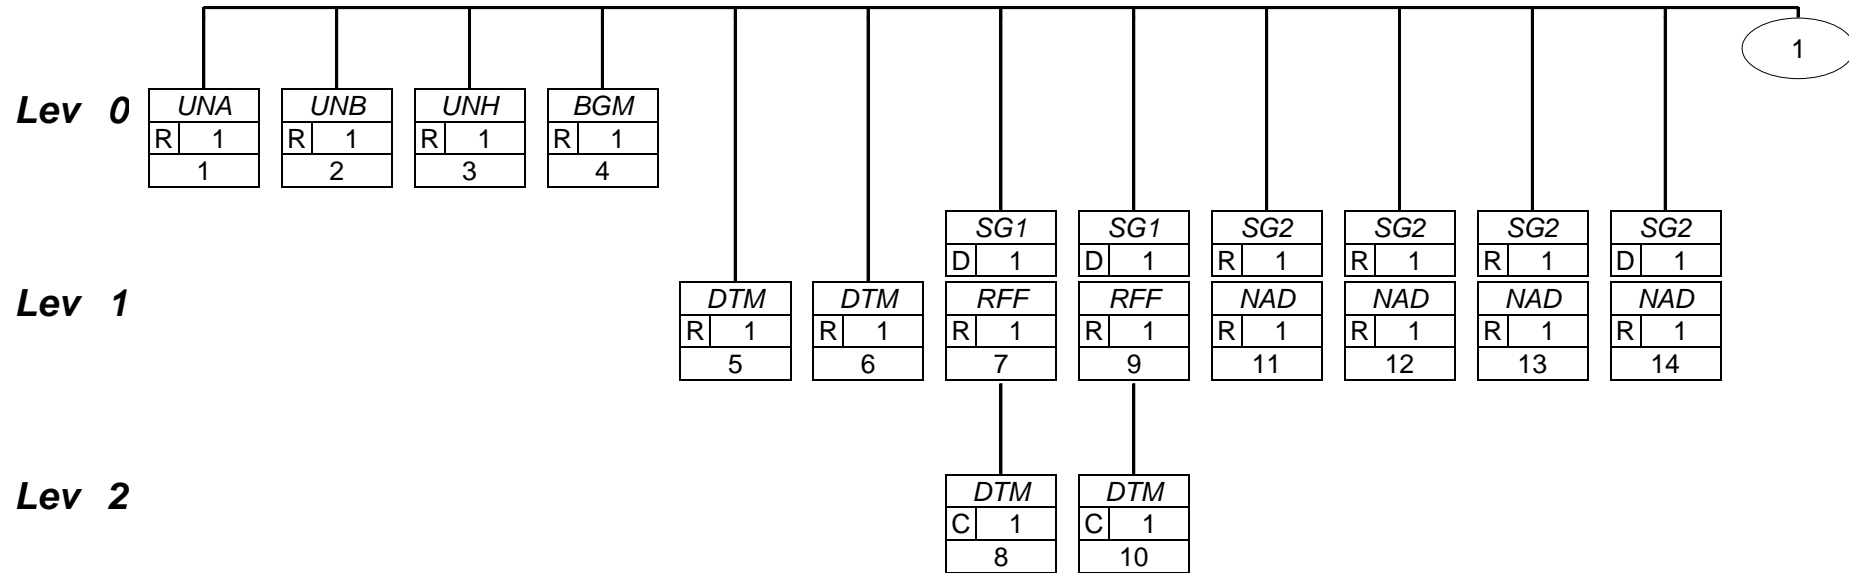 1
Lev 0
UNA UNB UNH BGM
R 1 R 1 R 1 R 1
1 2 3 4
SG1 SG1 SG2 SG2 SG2 SG2
D 1 D 1 R 1 R 1 R 1 D 1
Lev 1
DTM DTM RFF RFF NAD NAD NAD NAD
R 1 R 1 R 1 R 1 R 1 R 1 R 1 R 1
5 6 7 9 11 12 13 14
Lev 2
DTM DTM
C 1 C 1
8 10